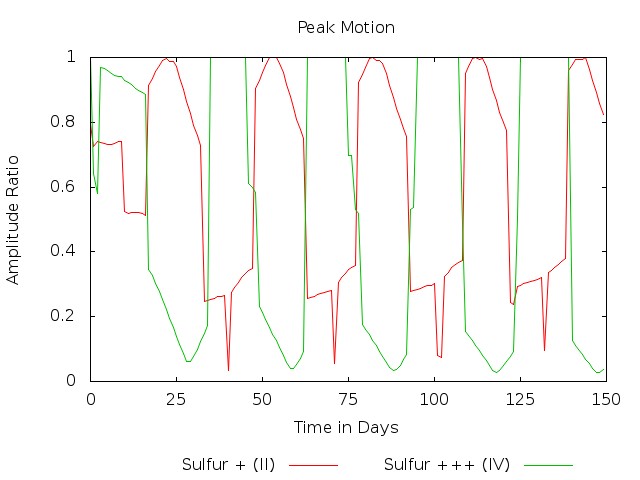 Peak Motion
1
0.8
0.6
0.4
0.2
0
Amplitude Ratio
0 25 50 75 100 125 150
Time in Days
Sulfur + (II) Sulfur +++ (IV)